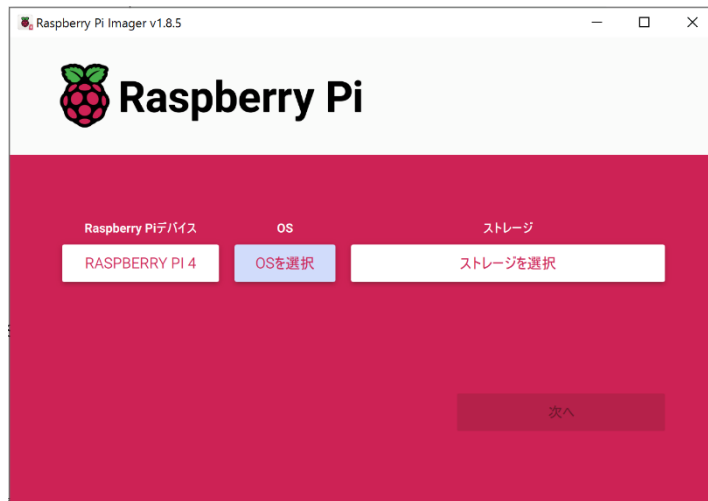 Raspberry Pi Imager v1.8.5
Raspberry Pi
Raspberry Piデバイス
OS
ストレージ
RASPBERRY PI 4
OSを選択
ストレージを選択
次へ